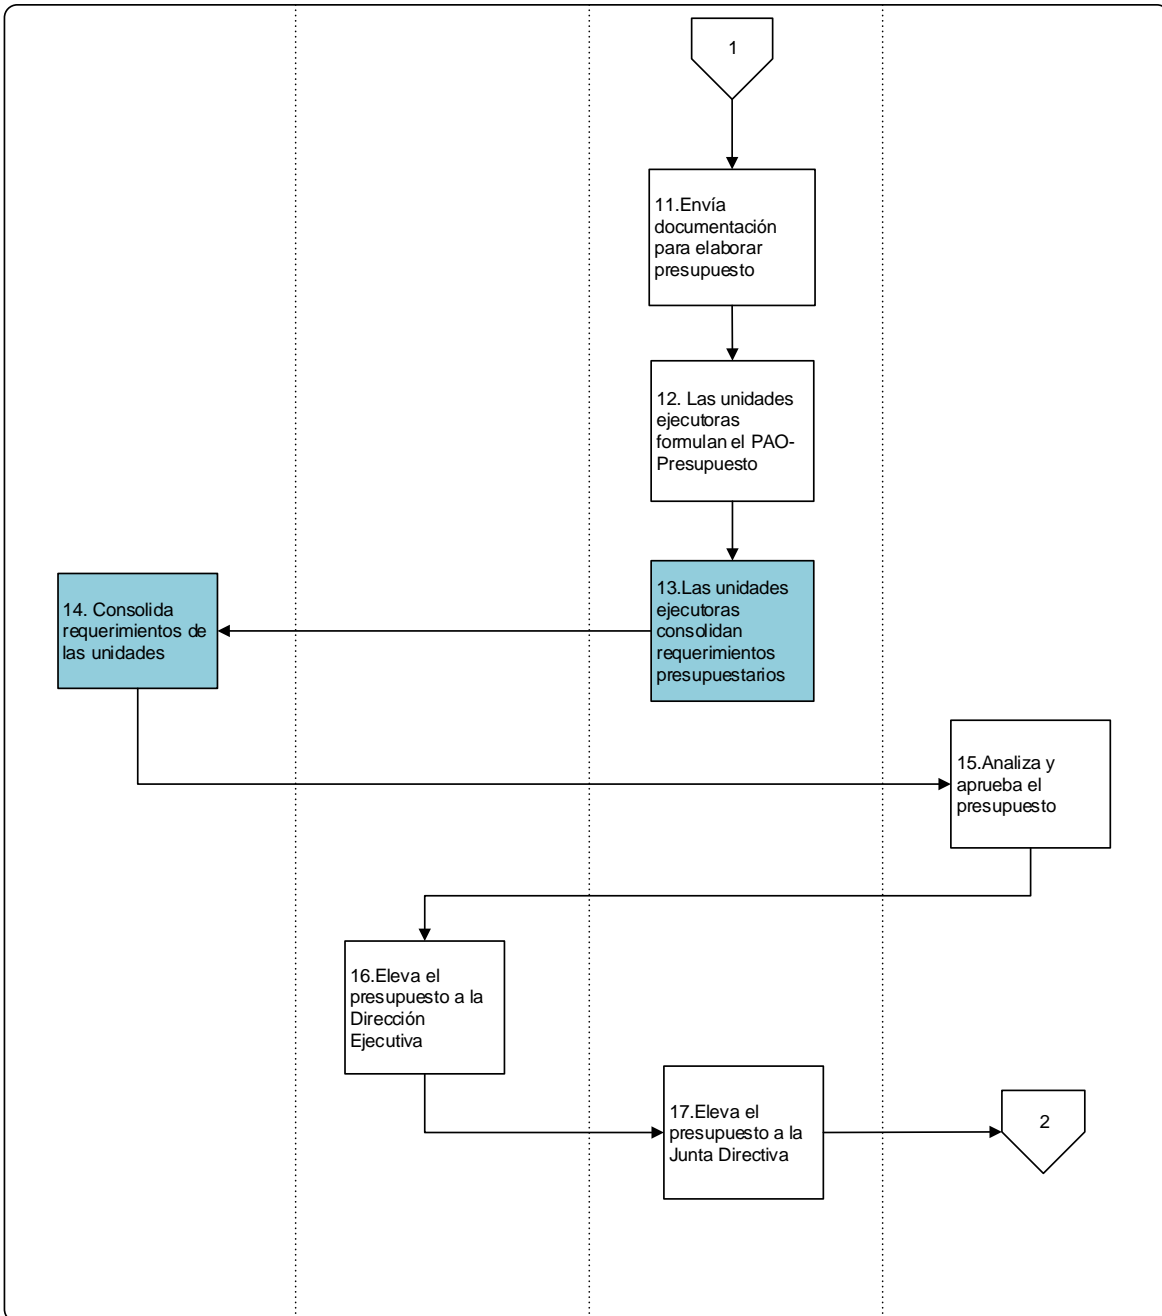 1
11.Envía
documentación
para elaborar
presupuesto
12. Las unidades
ejecutoras
formulan el PAO-
Presupuesto
13.Las unidades
ejecutoras
consolidan
requerimientos
presupuestarios
14. Consolida
requerimientos de
las unidades
15.Analiza y
aprueba el
presupuesto
16.Eleva el
presupuesto a la
Dirección
Ejecutiva
17.Eleva el
presupuesto a la
Junta Directiva
2